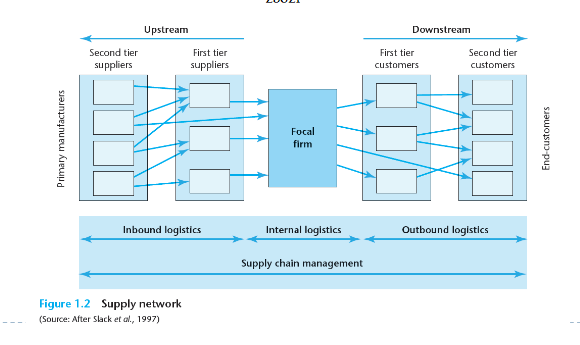 Upstream
Downstream
Second tier
suppliers
First tier
suppliers
First tier
customers
Second tier
customers
Primary manufacturers
Focal
firm
End-customers
Inbound logistics
Internal logistics
Outbound logistics
Supply chain management
Figure 1.2 Supply network
(Source: After Slack et al., 1997)